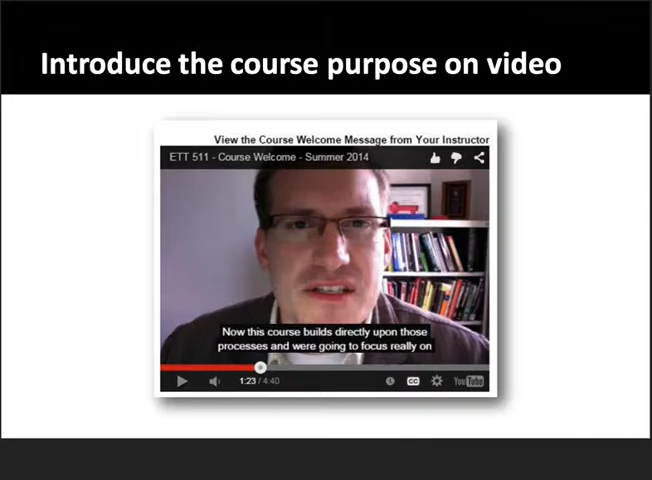 Introduce the course purpose on video
View the Course Welcome Message from Your Instructor
ETT 511 - Course Welcome - Summer 2014
Now this course builds directly upon those
processes and were going to focus really on
1:23 / 4:40
CC
YouTube